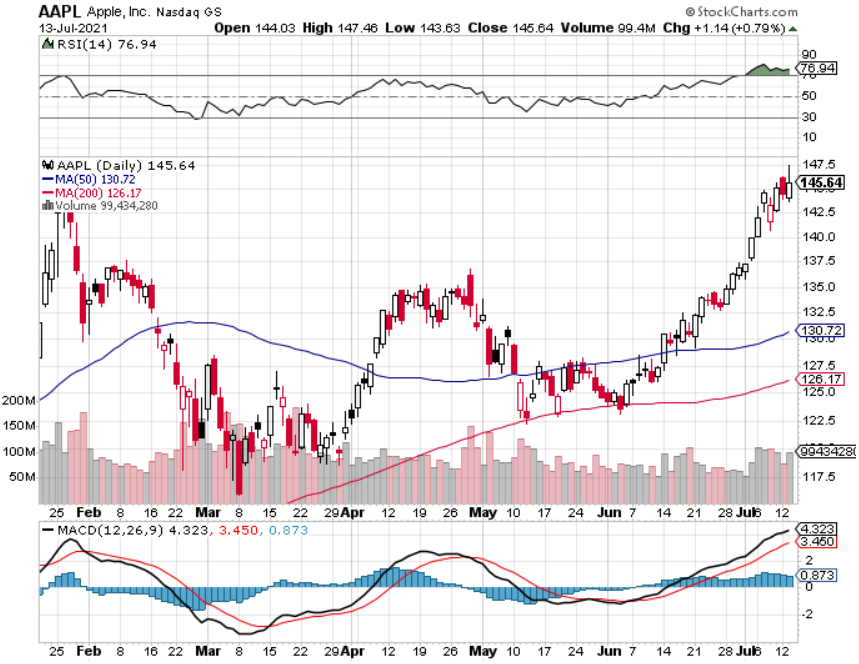 AAPL Apple, Inc. Nasdaq GS © StockCharts.com
13-Jul-2021 Open 144.03 High 147.46 Low 143.63 Close 145.64 Volume 99.4M Chg +1.14 (+0.79%)
RSI(14) 76.94
90
76.94
70
50
30
10
AAPL (Daily) 145.64
MA(50) 130.72
MA(200) 126.17
Volume 99,434,280
147.5
145.64
142.5
140.0
137.5
135.0
132.5
130.72
130.0
127.5
126.17
125.0
122.5
99434280
117.5
200M
150M
100M
50M
25 Feb 8 16 22 Mar 8 15 22 29 Apr 12 19 26 May 10 17 24 Jun 7 14 21 28 Jul 6 12
MACD(12,26,9) 4.323, 3.450, 0.873
4.323
3.450
2
0.873
0
-2
25 Feb 8 16 22 Mar 8 15 22 29 Apr 12 19 26 May 10 17 24 Jun 7 14 21 28 Jul 6 12